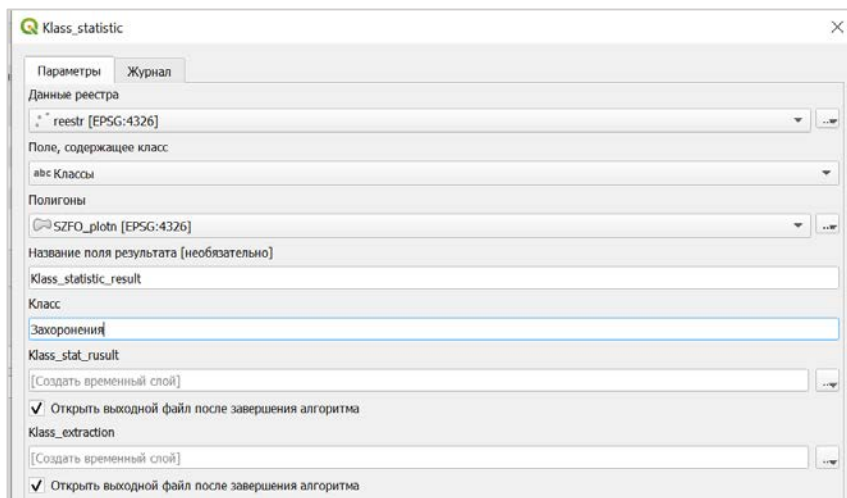 Klass_statistic
Параметры Журнал
Данные реестра
reestr [EPSG:4326]
Поле, содержащее класс
abc Классы
Полигоны
SZFO_plotn [EPSG:4326]
Название поля результата [необязательно]
Klass_statistic_result
Класс
Захоронения
Klass_stat_rusult
[Создать временный слой]
Открыть выходной файл после завершения алгоритма
Klass_extraction
[Создать временный слой]
Открыть выходной файл после завершения алгоритма